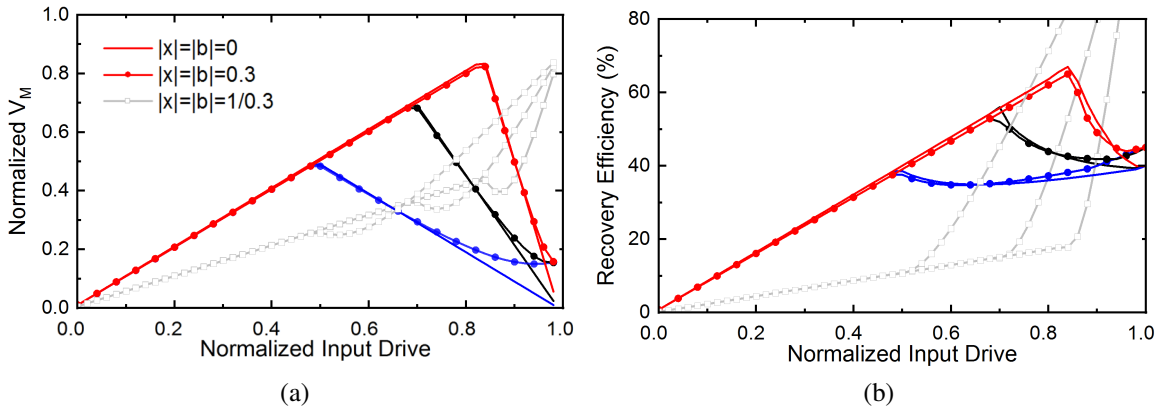 1.0
0.8
0.6
0.4
0.2
0.0
Normalized V_M
|x|=|b|=0
|x|=|b|=0.3
|x|=|b|=1/0.3
0.0 0.2 0.4 0.6 0.8 1.0
Normalized Input Drive
(a)
80
60
40
20
0
Recovery Efficiency (%)
0.0 0.2 0.4 0.6 0.8 1.0
Normalized Input Drive
(b)